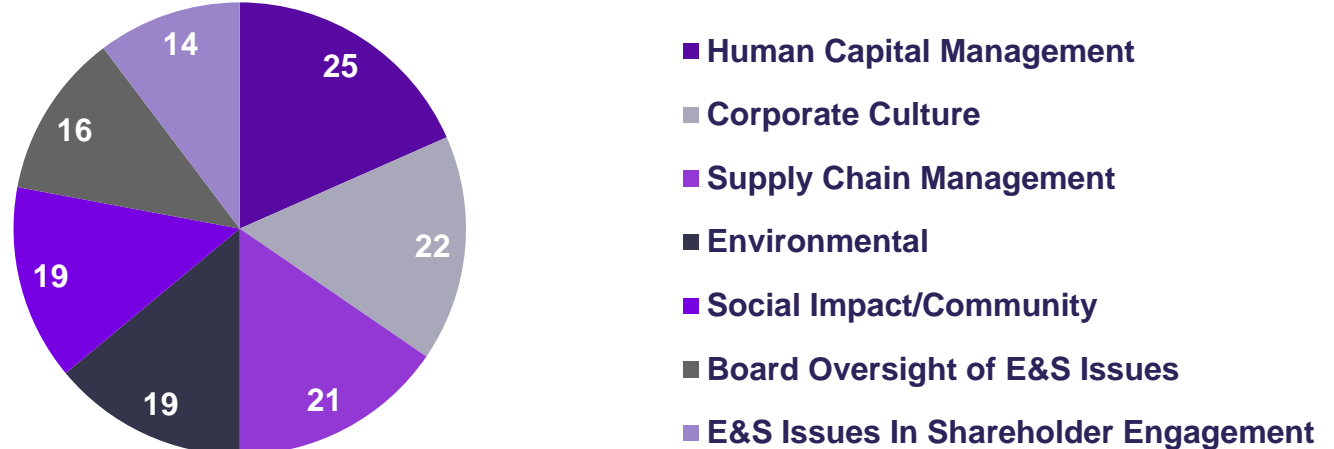 25
22
21
19
19
16
14
Human Capital Management
Corporate Culture
Supply Chain Management
Environmental
Social Impact/Community
Board Oversight of E&S Issues
E&S Issues In Shareholder Engagement